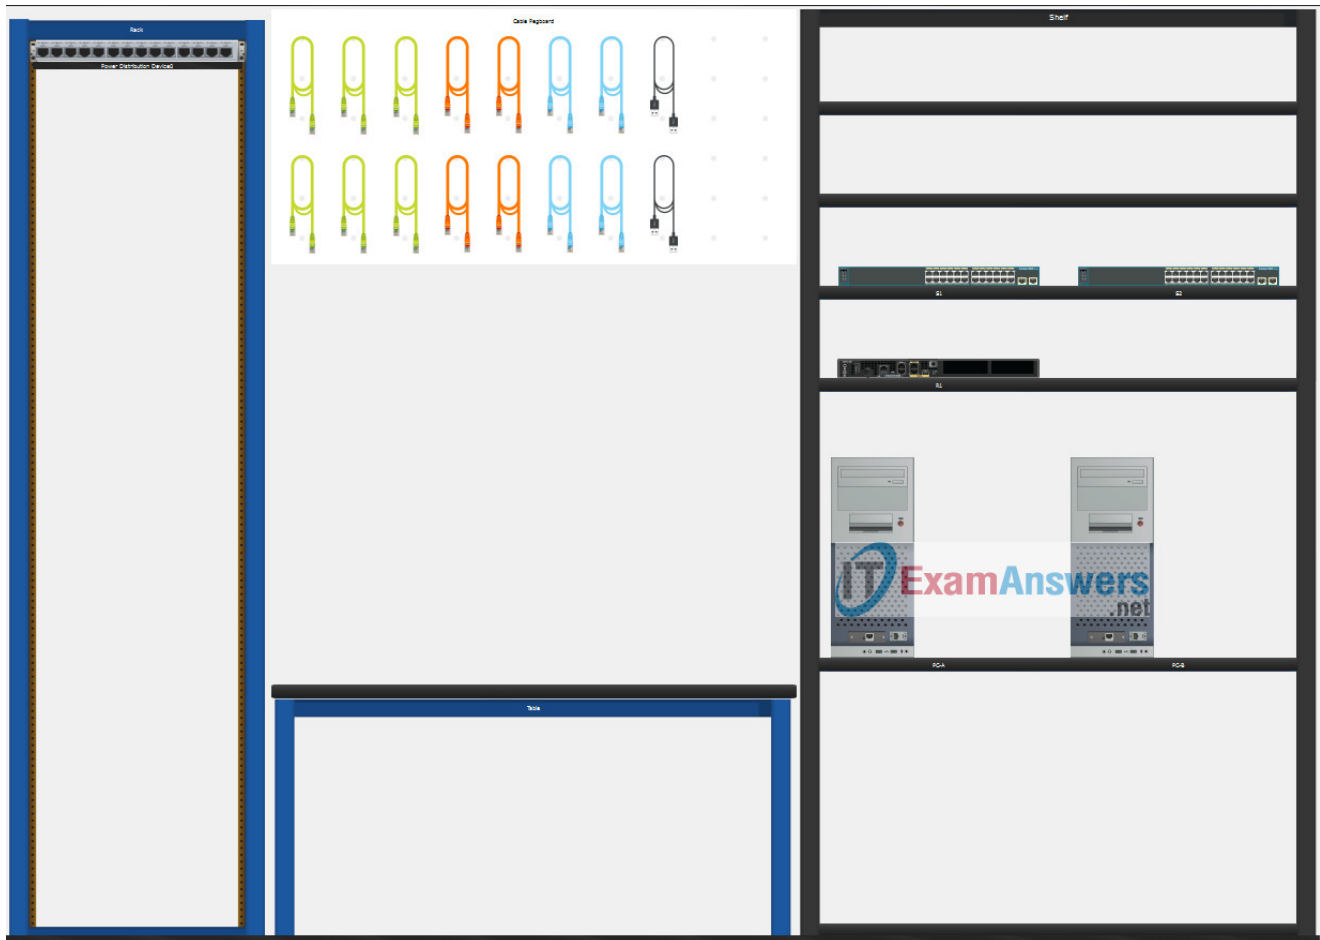 Rack
Power Distribution Device0
Cable Pegboard
Table
Shelf
S1
S2
R1
ITExamAnswers
.net
PC-A
PC-B